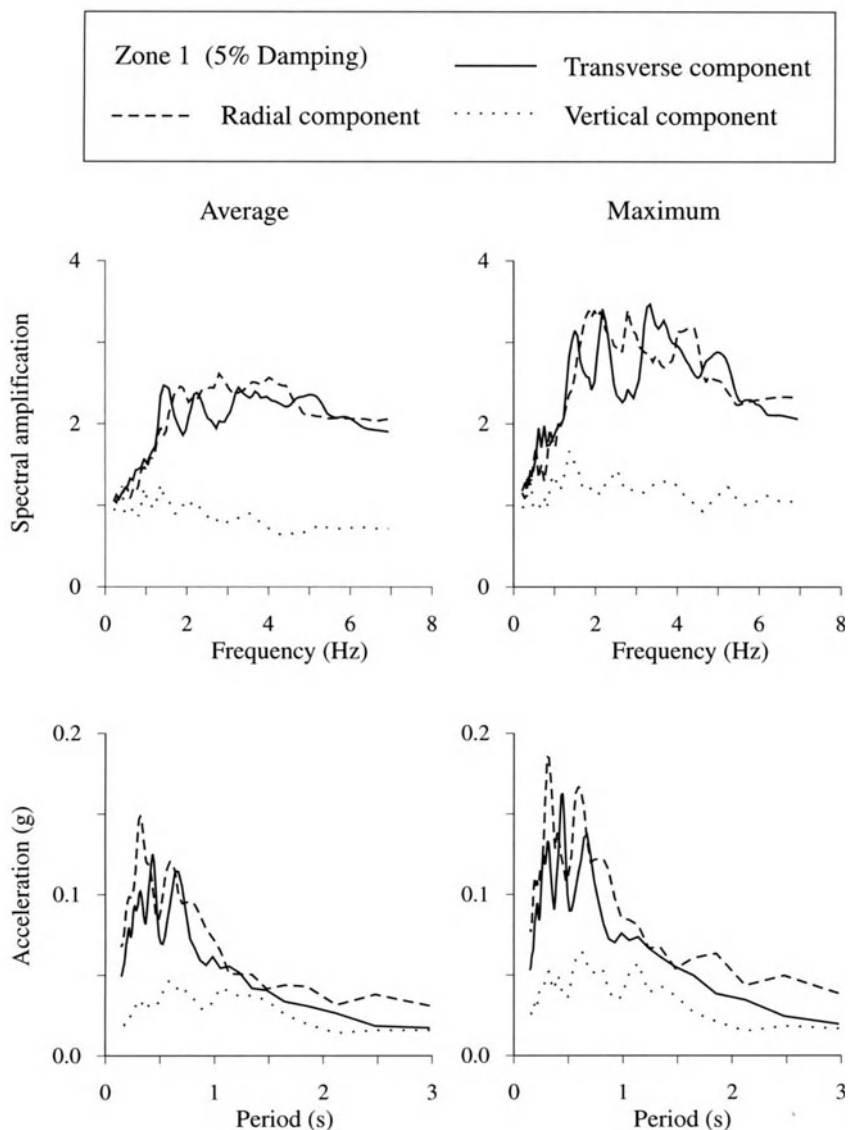 Zone 1 (5% Damping)
Transverse component
Radial component
Vertical component
Average
Maximum
Spectral amplification
4
2
0
0 2 4 6 8
Frequency (Hz)
4
2
0
0 2 4 6 8
Frequency (Hz)
Acceleration (g)
0.2
0.1
0.0
0 1 2 3
Period (s)
0.2
0.1
0.0
0 1 2 3
Period (s)